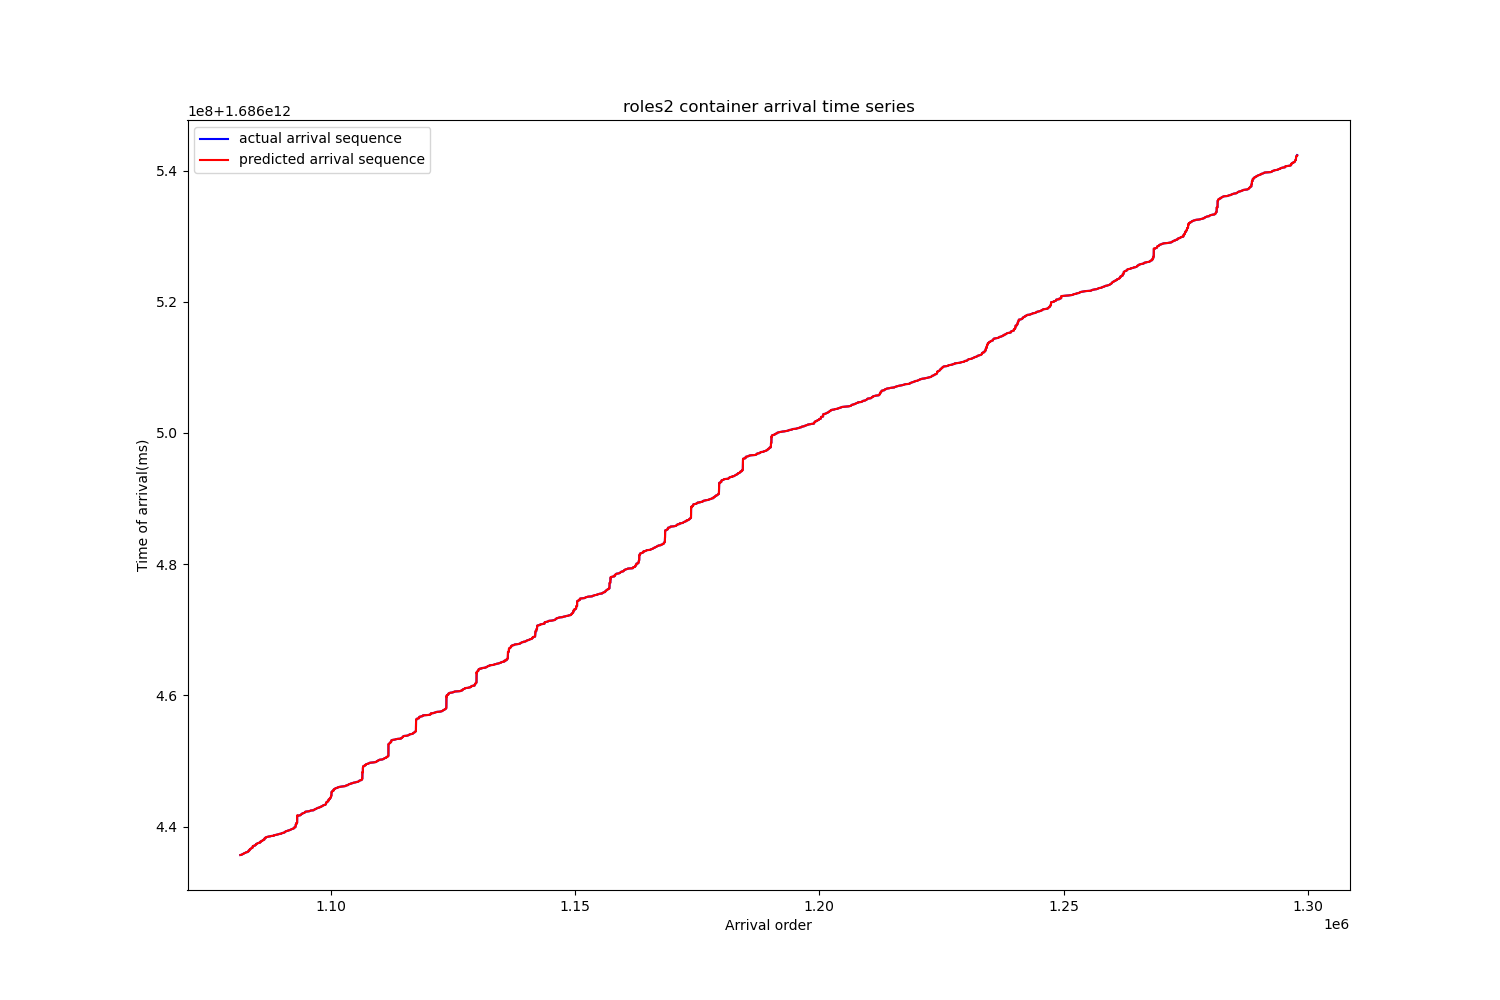 roles2 container arrival time series
1e8+1.686e12
actual arrival sequence
predicted arrival sequence
5.4
5.2
5.0
4.8
4.6
4.4
Time of arrival(ms)
1.10
1.15
1.20
1.25
1.30
1e6
Arrival order